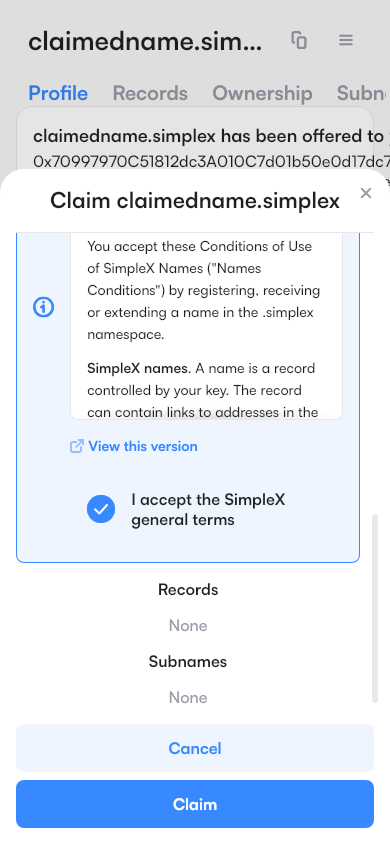 claimedname.sim...
Profile Records Ownership Subn
claimedname.simplex has been offered to
0x70997970C51812dc3A010C7d01b50e0d17dc7
Claim claimedname.simplex
You accept these Conditions of Use
of SimpleX Names ("Names
Conditions") by registering, receiving
or extending a name in the .simplex
namespace.
SimpleX names. A name is a record
controlled by your key. The record
can contain links to addresses in the
View this version
I accept the SimpleX
general terms
Records
None
Subnames
None
Cancel
Claim